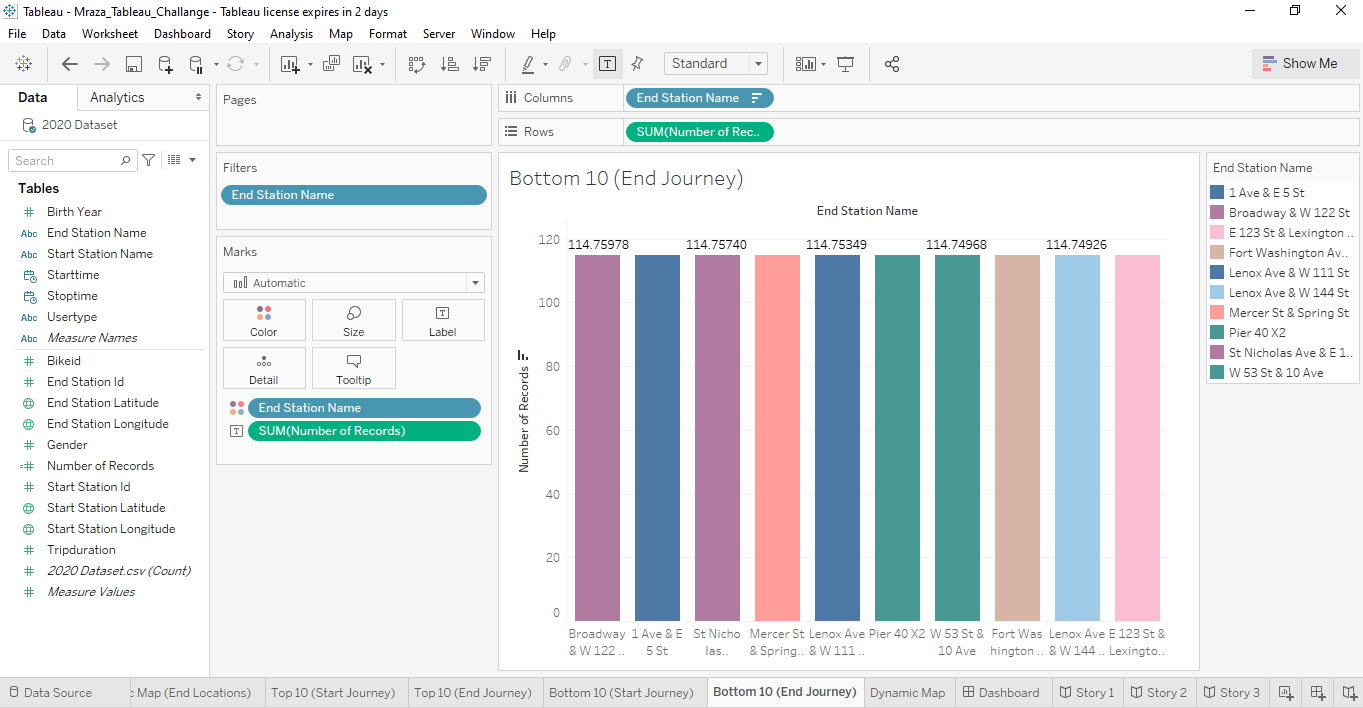 Tableau - Mraza_Tableau_Challange - Tableau license expires in 2 days
File Data Worksheet Dashboard Story Analysis Map Format Server Window Help
Standard
Show Me
Data
Analytics
2020 Dataset
Search
Tables
Birth Year
Abc End Station Name
Abc Start Station Name
Starttime
Stoptime
Abc Usertype
Abc Measure Names
Bikeid
End Station Id
End Station Latitude
End Station Longitude
Gender
Number of Records
Start Station Id
Start Station Latitude
Start Station Longitude
Tripduration
2020 Dataset.csv (Count)
Measure Values
Pages
Filters
End Station Name
Marks
Automatic
Color
Size
Label
Detail
Tooltip
End Station Name
SUM(Number of Records)
Columns
End Station Name
Rows
SUM(Number of Rec..
Bottom 10 (End Journey)
End Station Name
Number of Records
120
100
80
60
40
20
0
114.75978 114.75740 114.75349 114.74968 114.74926
Broadway & W 122 ..
1 Ave & E 5 St
St Nicho las..
Mercer St & Spring..
Lenox Ave & W 111 ..
Pier 40 X2
W 53 St & 10 Ave
Fort Was hington ..
Lenox Ave & W 144 ..
E 123 St & Lexingto..
End Station Name
1 Ave & E 5 St
Broadway & W 122 St
E 123 St & Lexington ..
Fort Washington Av..
Lenox Ave & W 111 St
Lenox Ave & W 144 St
Mercer St & Spring St
Pier 40 X2
St Nicholas Ave & E 1..
W 53 St & 10 Ave
Data Source
c Map (End Locations)
Top 10 (Start Journey)
Top 10 (End Journey)
Bottom 10 (Start Journey)
Bottom 10 (End Journey)
Dynamic Map
Dashboard
Story 1
Story 2
Story 3